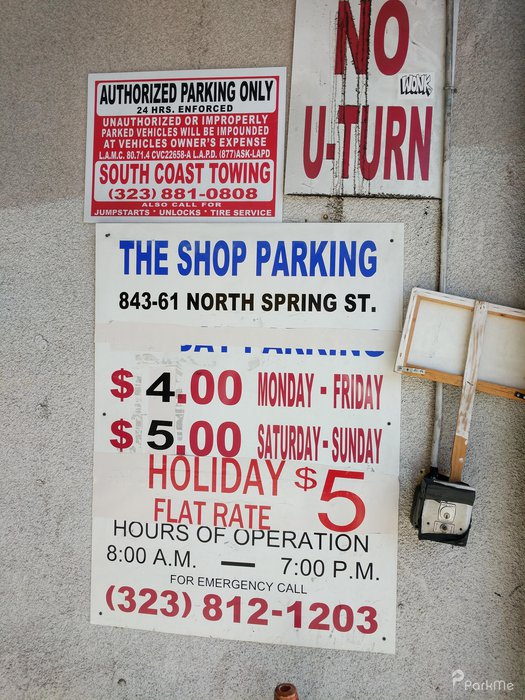 NO
U-TURN
AUTHORIZED PARKING ONLY
24 HRS. ENFORCED
UNAUTHORIZED OR IMPROPERLY
PARKED VEHICLES WILL BE IMPOUNDED
AT VEHICLES OWNER'S EXPENSE
L.A.M.C. 80.71.4 CVC22658-A L.A.P.D. (877)ASK-LAPD
SOUTH COAST TOWING
(323) 881-0808
ALSO CALL FOR
JUMPSTARTS * UNLOCKS * TIRE SERVICE
THE SHOP PARKING
843-61 NORTH SPRING ST.
DAY PARKING
$4.00 MONDAY - FRIDAY
$5.00 SATURDAY - SUNDAY
HOLIDAY $5
FLAT RATE
HOURS OF OPERATION
8:00 A.M. — 7:00 P.M.
FOR EMERGENCY CALL
(323) 812-1203
ParkMe